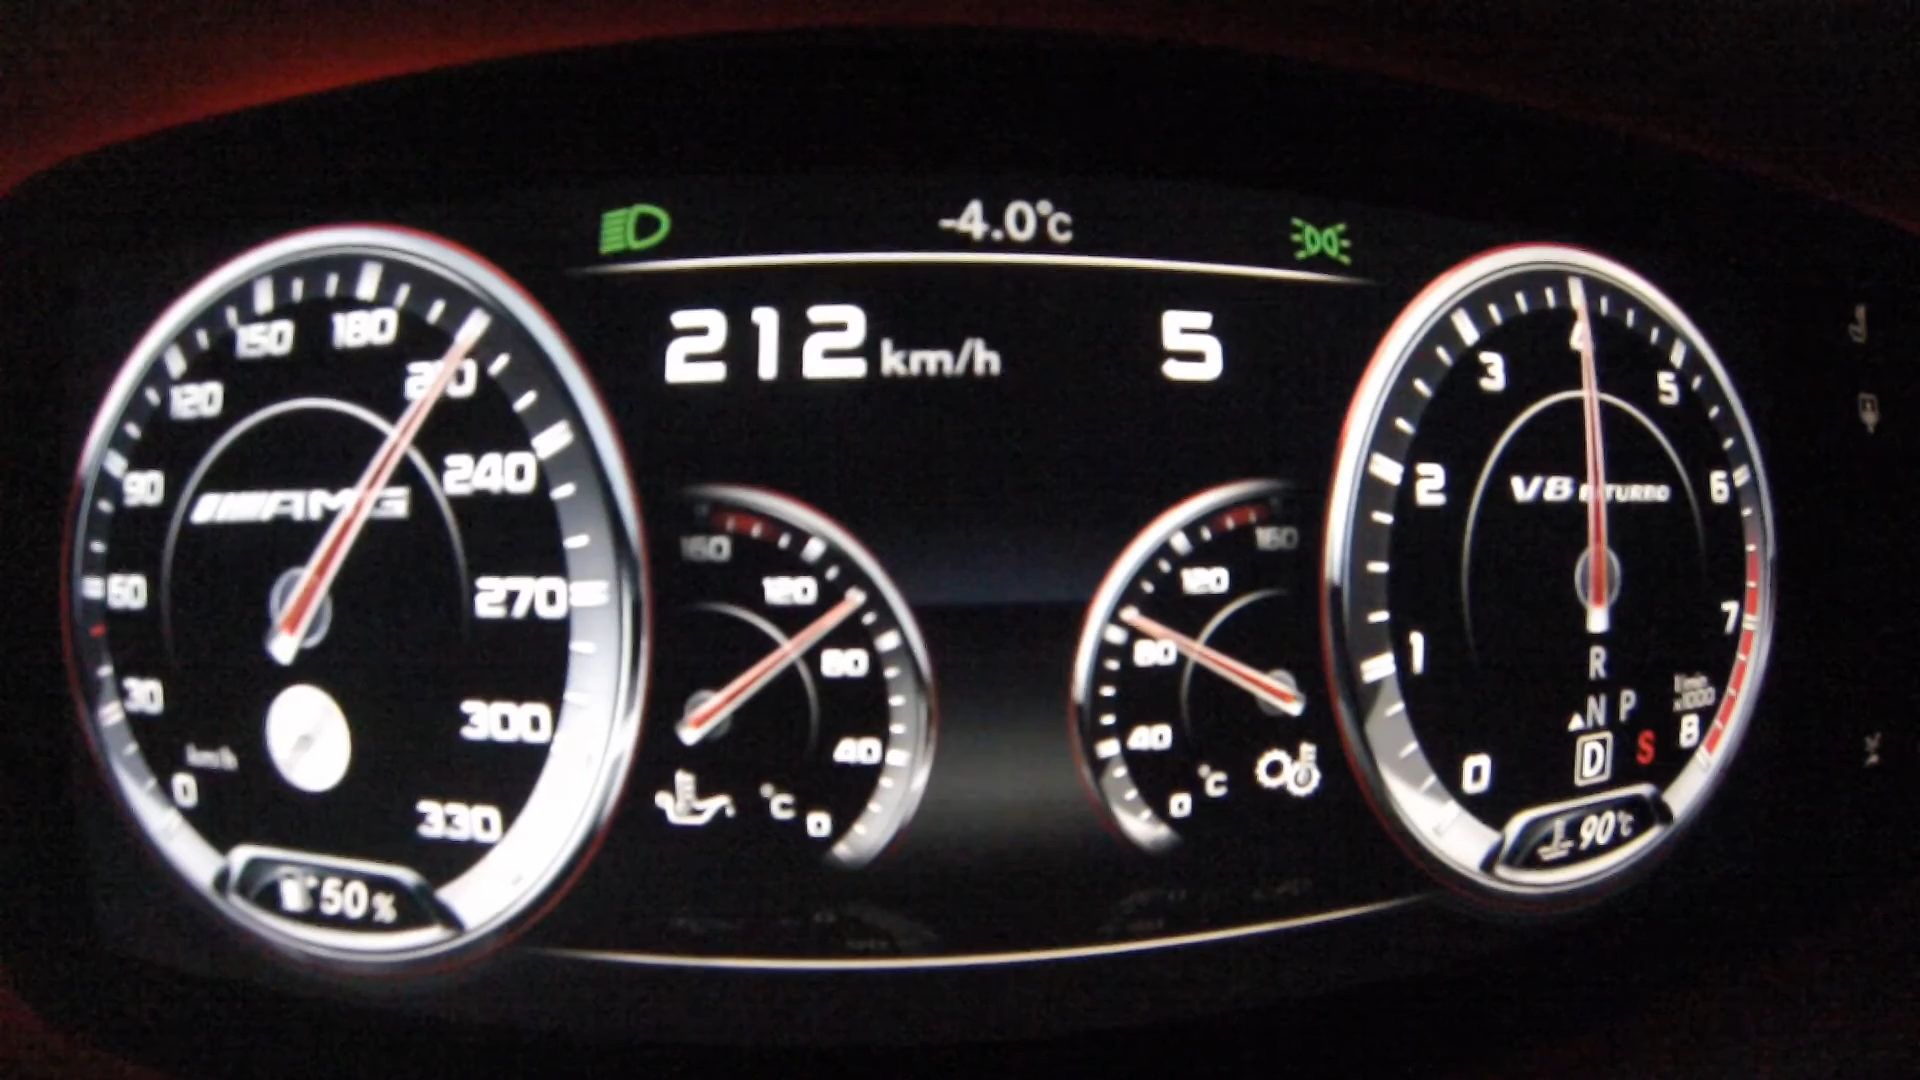 -4.0°c
212 km/h
5
0
30
60
90
120
150
180
210
240
270
300
330
AMG
km/h
50%
160
120
80
40
0
°C
160
120
80
40
0
°C
0
1
2
3
4
5
6
7
8
V8 BITURBO
R
N P
D S
1/min
x1000
90°C